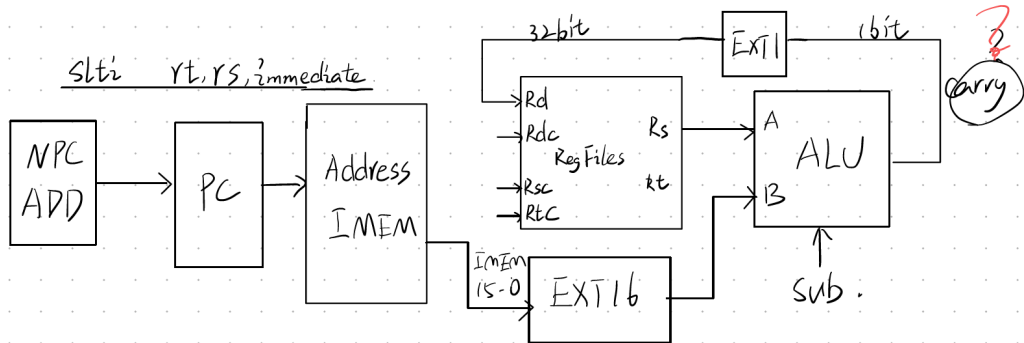 slti rt, rs, immediate
NPC
ADD
PC
Address
IMEM
IMEM
15-0
EXT16
32bit
EXT1
1bit
Rd
Rdc
Rsc
Rtc
RegFiles
Rs
Rt
A
B
ALU
sub.
?
?
carry